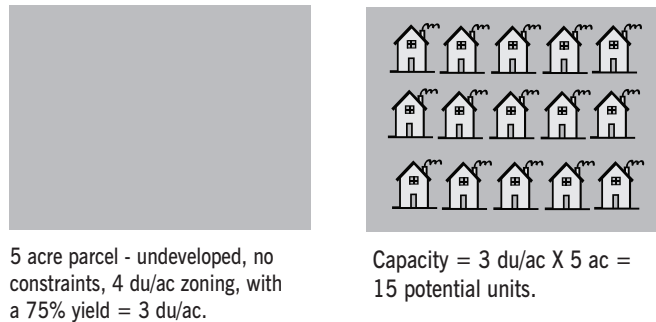 5 acre parcel - undeveloped, no
constraints, 4 du/ac zoning, with
a 75% yield = 3 du/ac.
Capacity = 3 du/ac X 5 ac =
15 potential units.